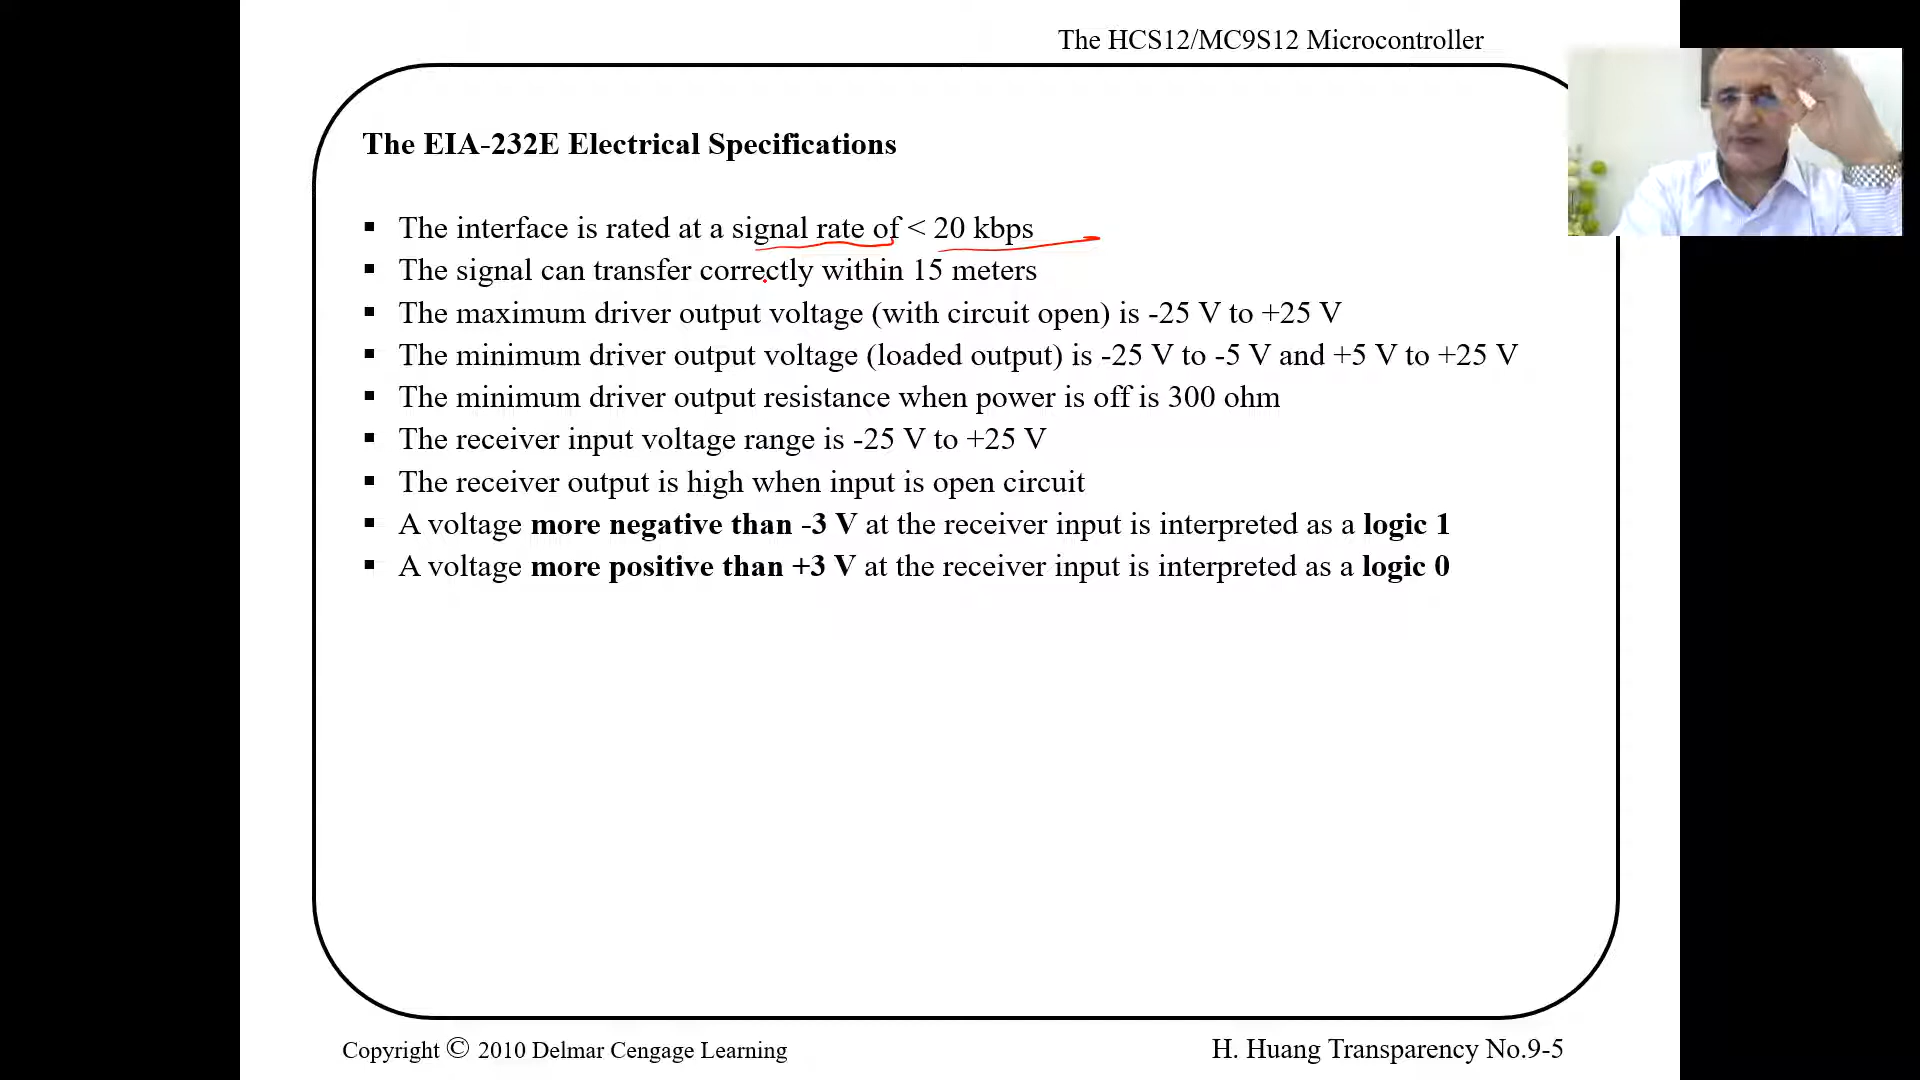 The HCS12/MC9S12 Microcontroller
The EIA-232E Electrical Specifications
▪ The interface is rated at a signal rate of < 20 kbps
▪ The signal can transfer correctly within 15 meters
▪ The maximum driver output voltage (with circuit open) is -25 V to +25 V
▪ The minimum driver output voltage (loaded output) is -25 V to -5 V and +5 V to +25 V
▪ The minimum driver output resistance when power is off is 300 ohm
▪ The receiver input voltage range is -25 V to +25 V
▪ The receiver output is high when input is open circuit
▪ A voltage more negative than -3 V at the receiver input is interpreted as a logic 1
▪ A voltage more positive than +3 V at the receiver input is interpreted as a logic 0
Copyright © 2010 Delmar Cengage Learning
H. Huang Transparency No.9-5